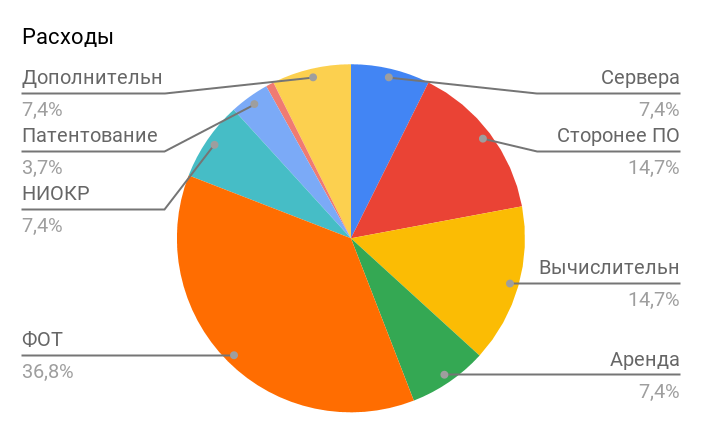 Расходы
Дополнительн
7,4%
Патентование
3,7%
НИОКР
7,4%
ФОТ
36,8%
Сервера
7,4%
Сторонее ПО
14,7%
Вычислительн
14,7%
Аренда
7,4%